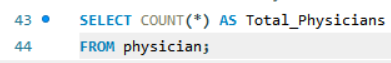 43 SELECT COUNT(*) AS Total_Physicians
44 FROM physician;